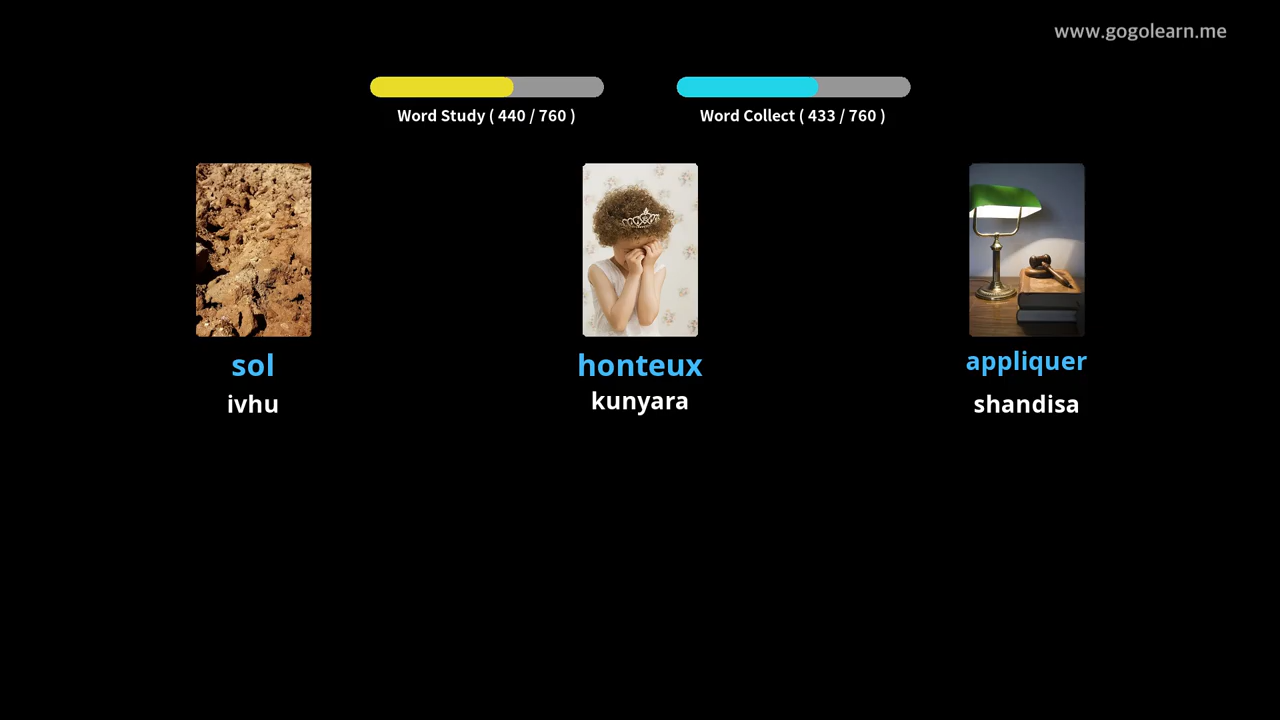 www.gogolearn.me
Word Study ( 440 / 760 )
Word Collect ( 433 / 760 )
sol
ivhu
honteux
kunyara
appliquer
shandisa